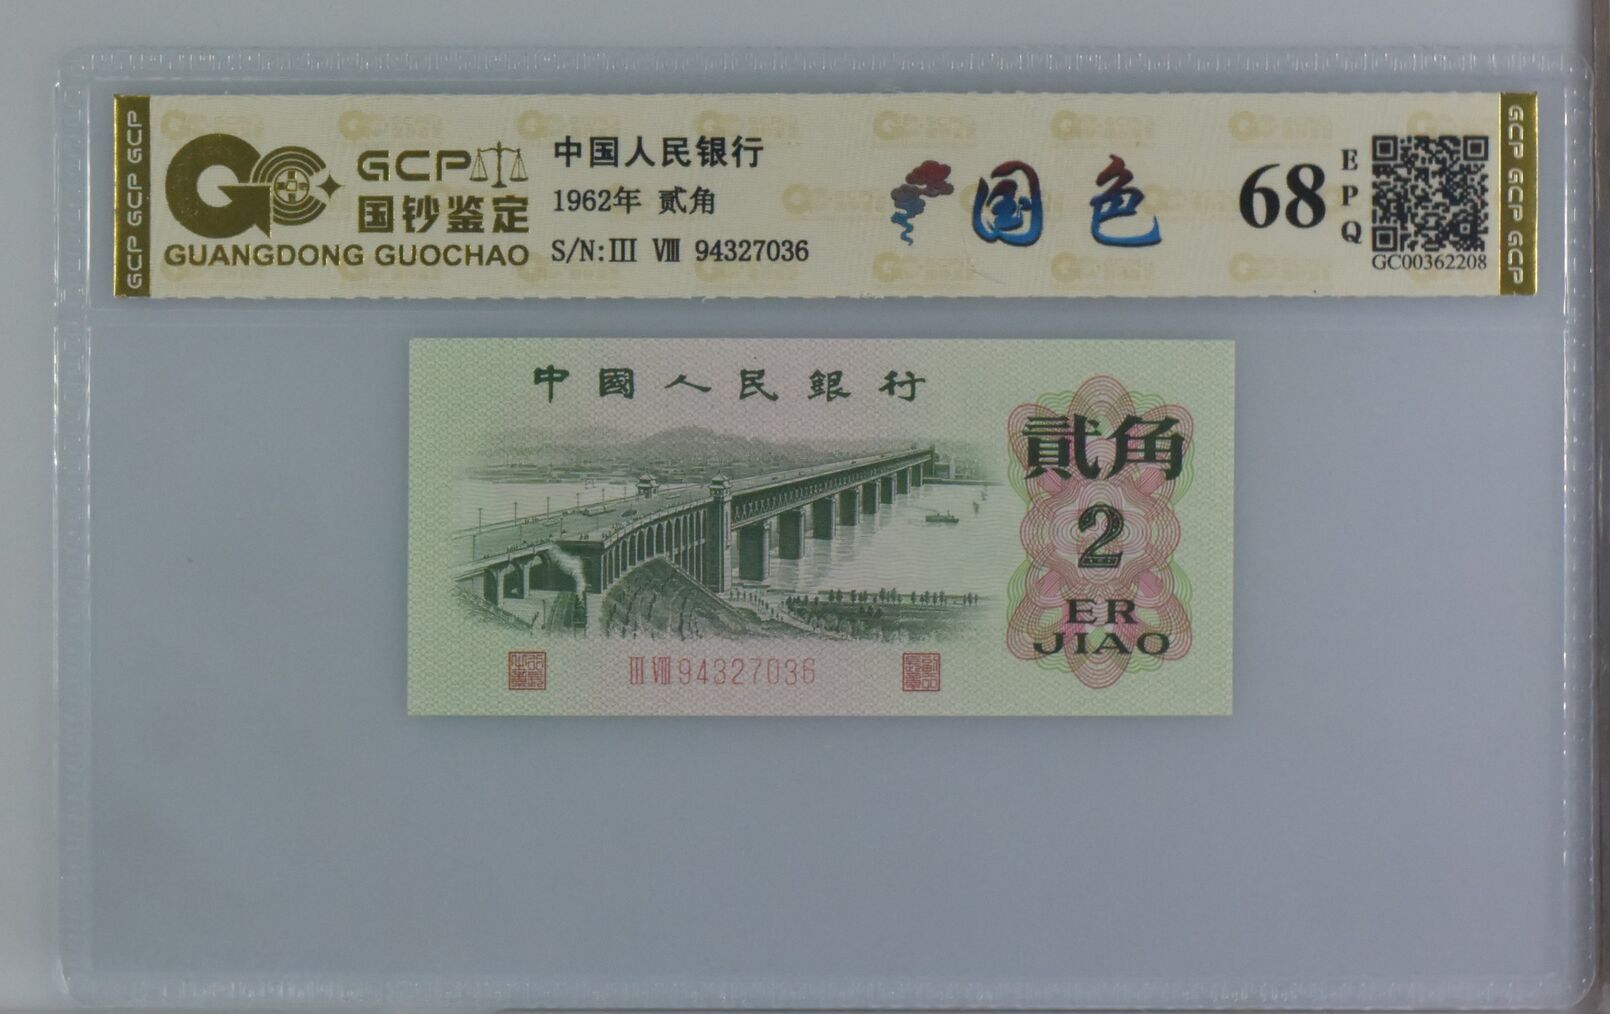 GCP GCP GCP
GCP
国钞鉴定
GUANGDONG GUOCHAO
中国人民银行
1962年 贰角
S/N:III VIII 94327036
国色
68
EPQ
GC00362208
GCP GCP GCP
中國人民銀行
貳角
2
ER
JIAO
III VIII 94327036